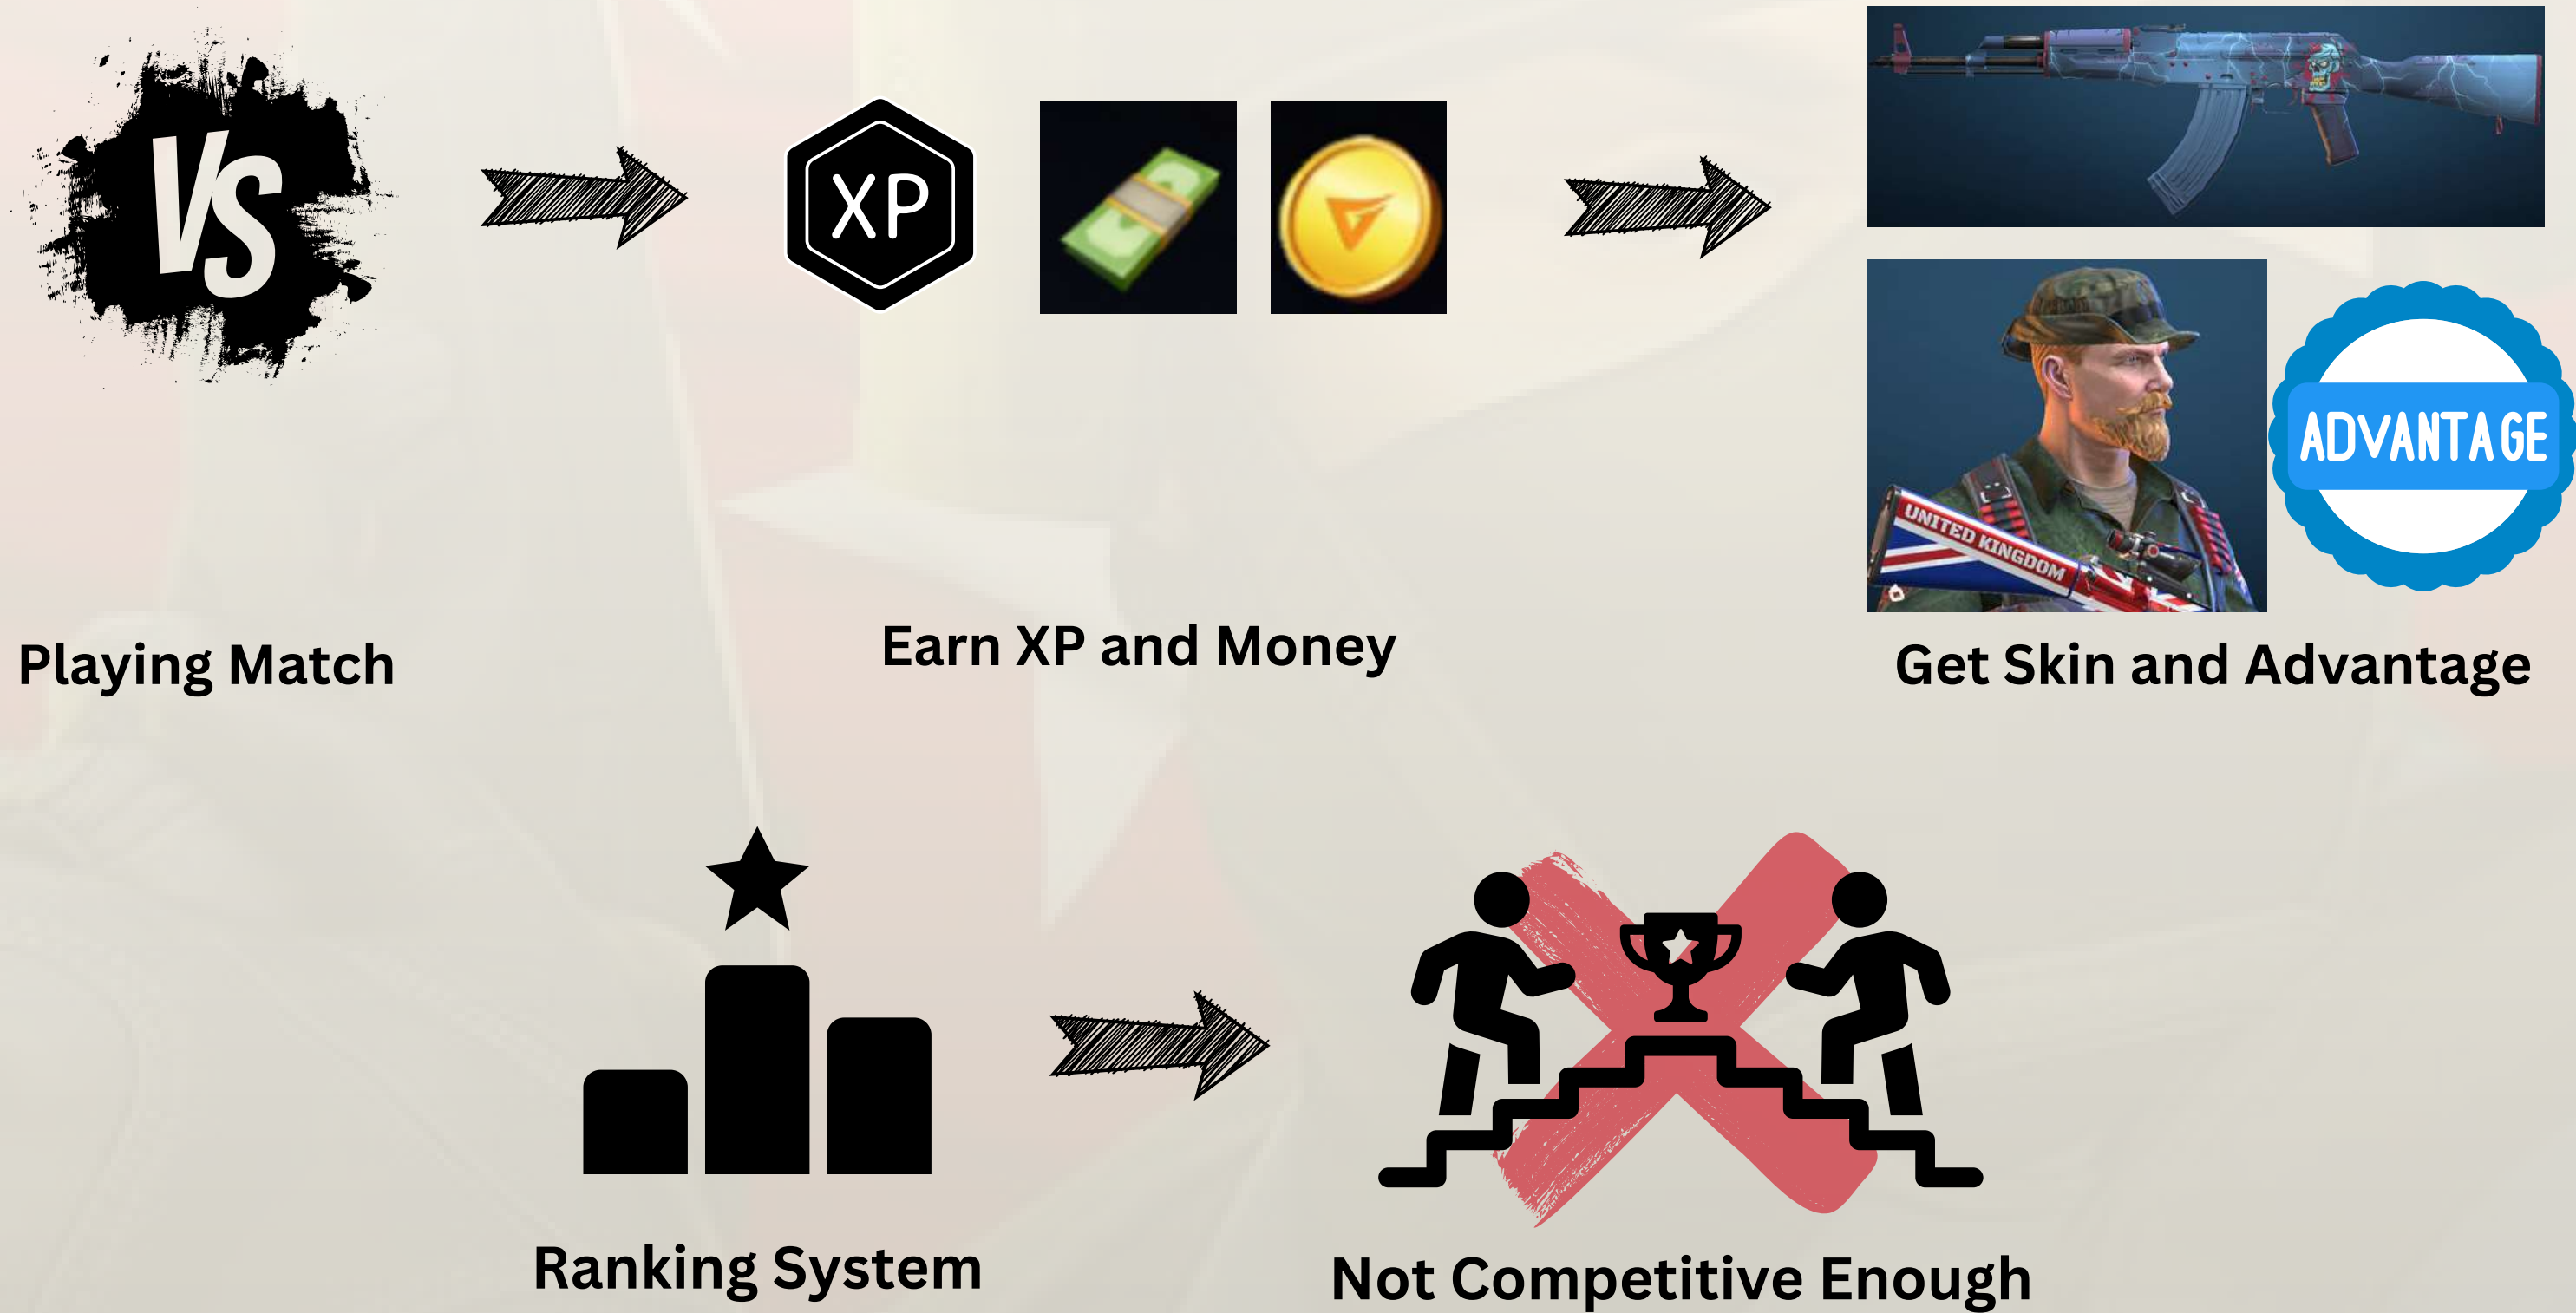 VS
XP
ADVANTAGE
UNITED KINGDOM
Playing Match
Earn XP and Money
Get Skin and Advantage
Ranking System
Not Competitive Enough